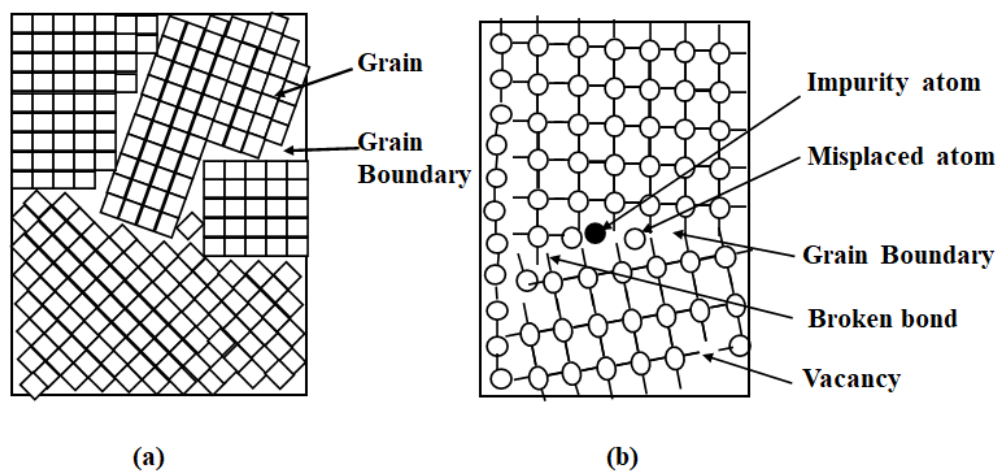 Grain
Grain
Boundary
(a)
Impurity atom
Misplaced atom
Grain Boundary
Broken bond
Vacancy
(b)